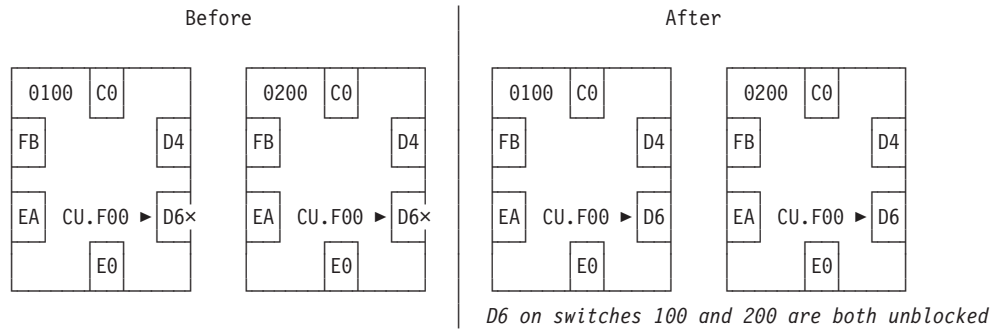 Before After
0100 C0 0200 C0 0100 C0 0200 C0
FB D4 FB D4 FB D4 FB D4
EA CU.F00 ► D6× EA CU.F00 ► D6× EA CU.F00 ► D6 EA CU.F00 ► D6
E0 E0 E0 E0
D6 on switches 100 and 200 are both unblocked